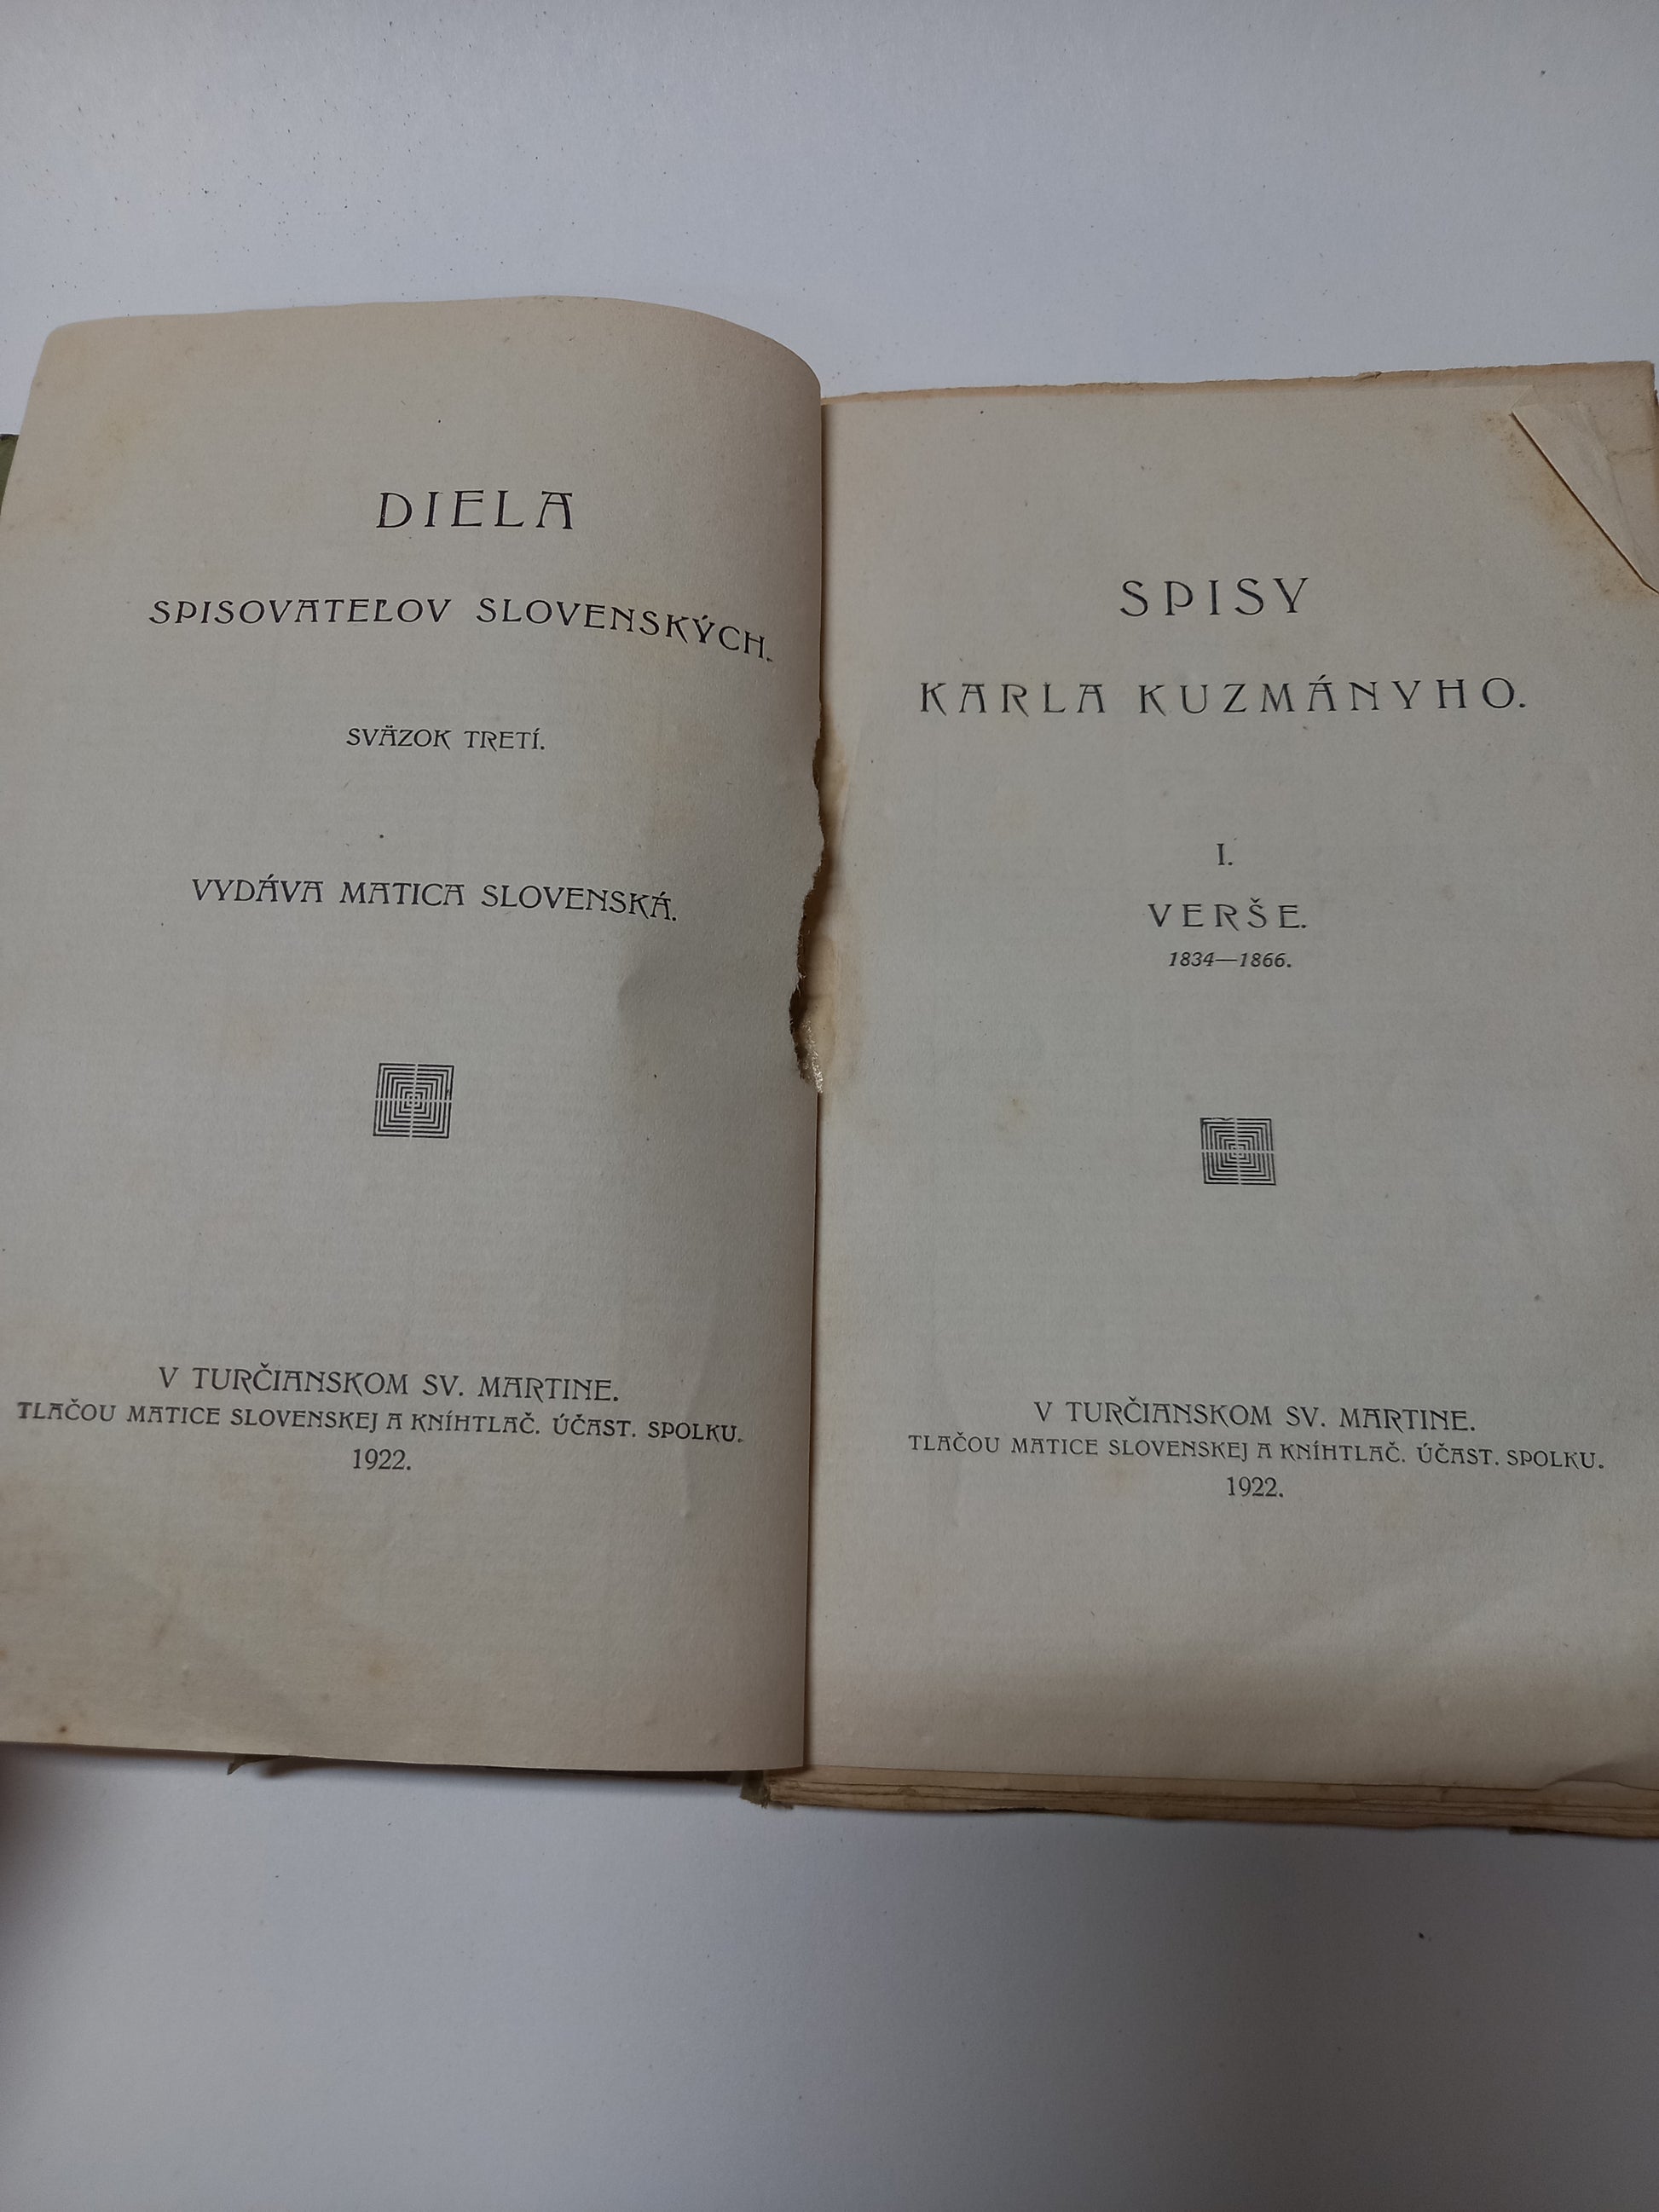 DIELA
SPISOVATEĽOV SLOVENSKÝCH.
SVÄZOK TRETÍ.
VYDÁVA MATICA SLOVENSKÁ.
V TURČIANSKOM SV. MARTINE.
TLAČOU MATICE SLOVENSKEJ A KNÍHTLAČ. ÚČAST. SPOLKU.
1922.
SPISY
KARLA KUZMÁNYHO.
I.
VERŠE.
1834—1866.
V TURČIANSKOM SV. MARTINE.
TLAČOU MATICE SLOVENSKEJ A KNÍHTLAČ. ÚČAST. SPOLKU.
1922.